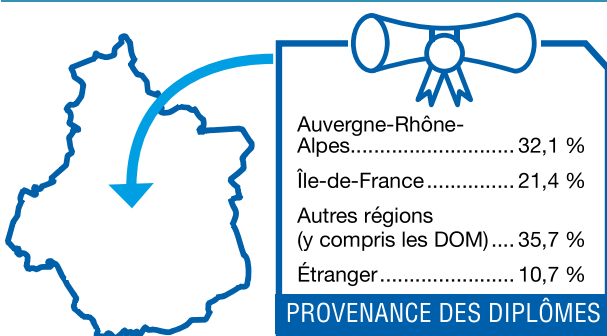 Auvergne-Rhône-
Alpes............................ 32,1 %
Île-de-France............... 21,4 %
Autres régions
(y compris les DOM).... 35,7 %
Étranger....................... 10,7 %
PROVENANCE DES DIPLÔMES